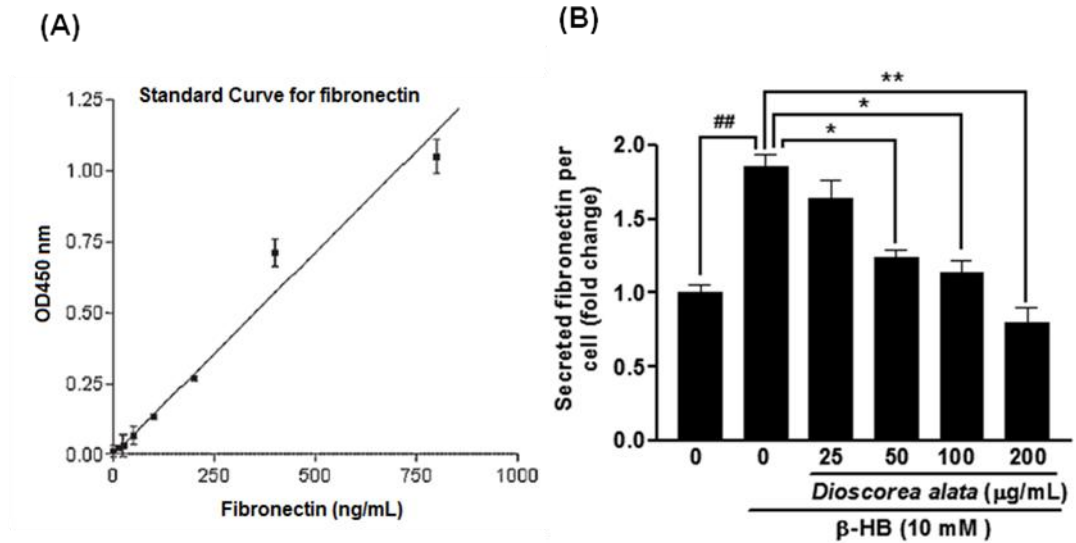 (A)
Standard Curve for fibronectin
1.25
1.00
0.75
0.50
0.25
0.00
OD450 nm
0 250 500 750 1000
Fibronectin (ng/mL)
(B)
**
*
*
##
2.0
1.5
1.0
0.5
0.0
Secreted fibronectin per
cell (fold change)
0 0 25 50 100 200
Dioscorea alata (μg/mL)
β-HB (10 mM )